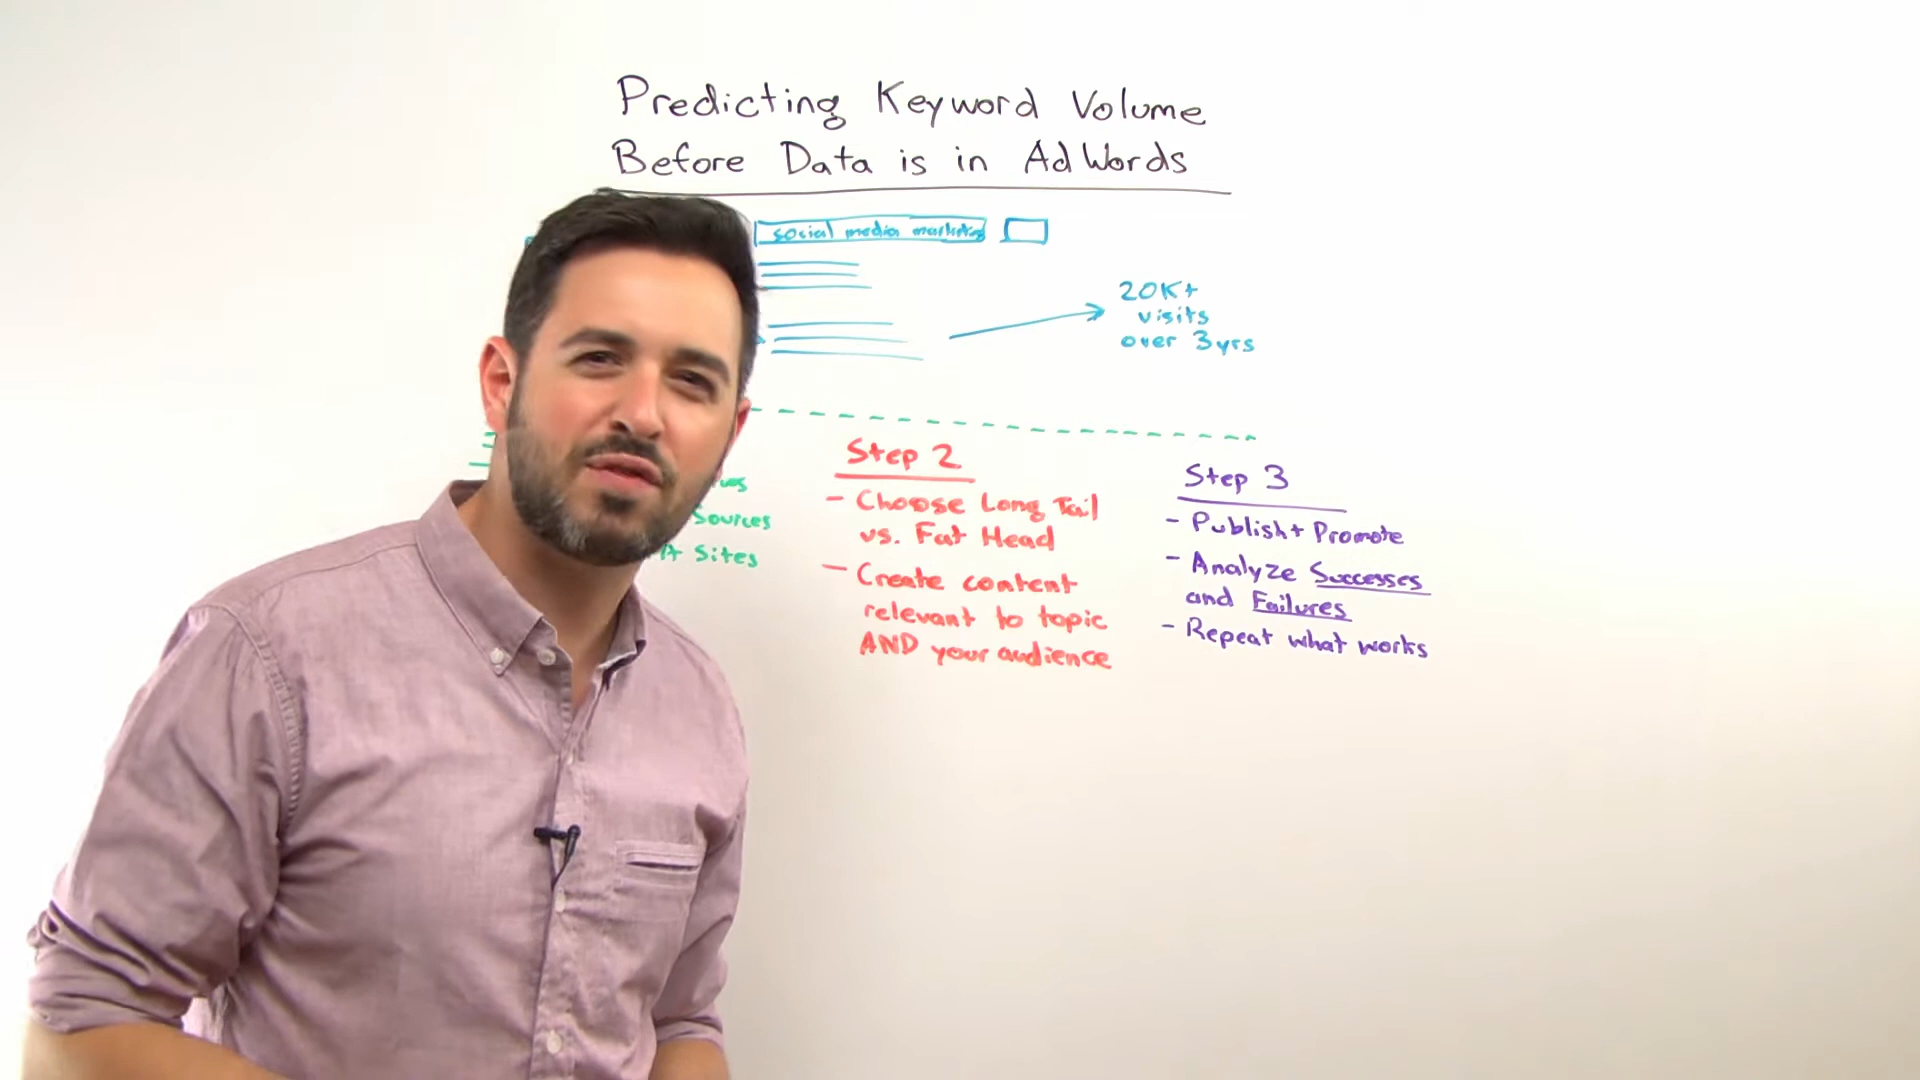 Predicting Keyword Volume
Before Data is in AdWords
social media marketing
20K+
visits
over 3yrs
Sources
Sites
Step 2
- Choose Long Tail
vs. Fat Head
- Create content
relevant to topic
AND your audience
Step 3
- Publish + Promote
- Analyze Successes
and Failures
- Repeat what works